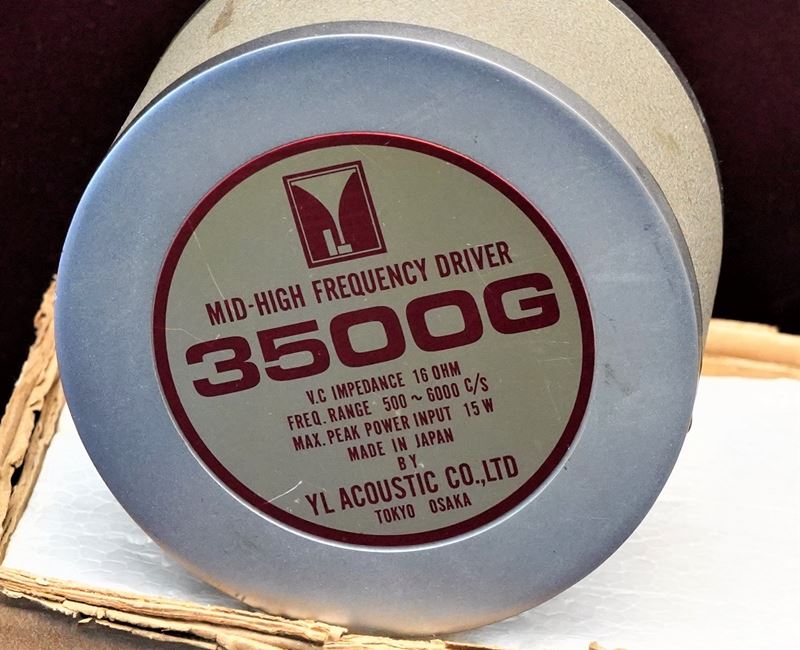 MID-HIGH FREQUENCY DRIVER
3500G
V.C IMPEDANCE 16 OHM
FREQ. RANGE 500 ~ 6000 C/S
MAX. PEAK POWER INPUT 15 W
MADE IN JAPAN
BY
YL ACOUSTIC CO.,LTD
TOKYO OSAKA